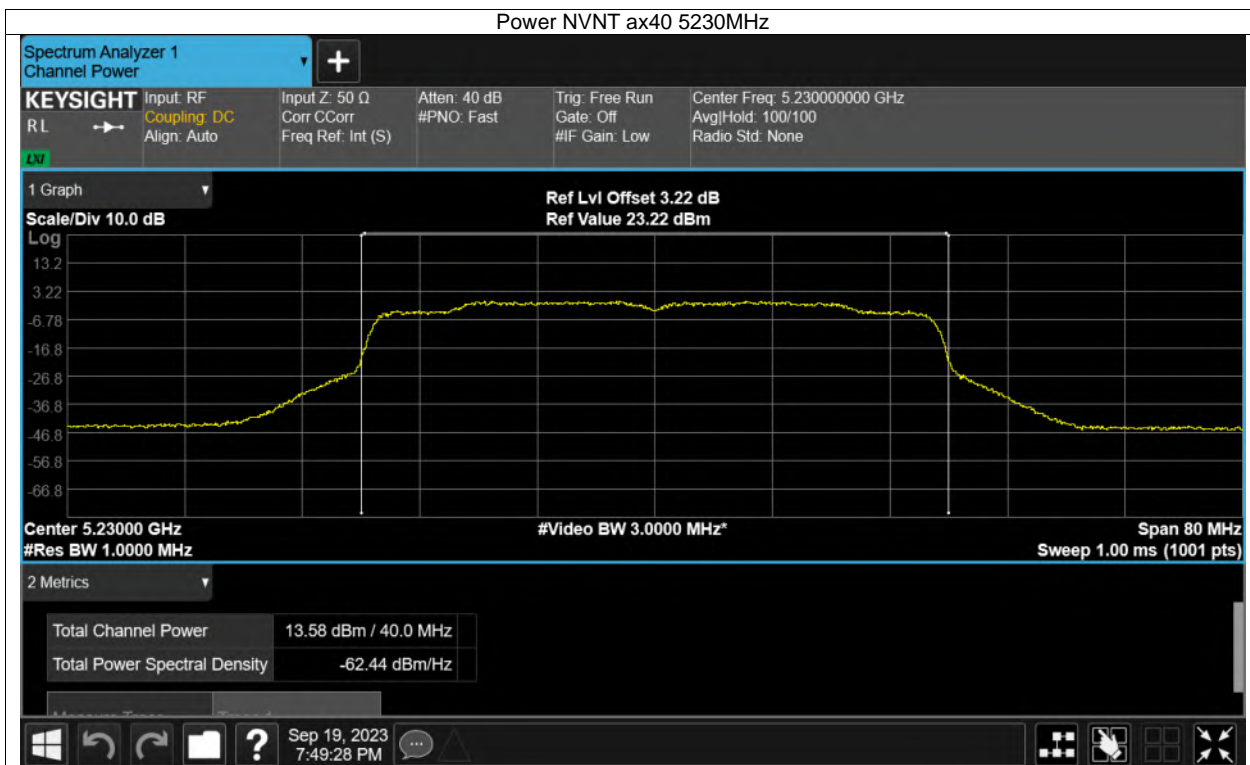 Power NVNT ax40 5230MHz
Spectrum Analyzer 1
Channel Power
KEYSIGHT
RL
LXI
Input: RF
Coupling: DC
Align: Auto
Input Z: 50 Ω
Corr CCorr
Freq Ref: Int (S)
Atten: 40 dB
#PNO: Fast
Trig: Free Run
Gate: Off
#IF Gain: Low
Center Freq: 5.230000000 GHz
Avg|Hold: 100/100
Radio Std: None
1 Graph
Scale/Div 10.0 dB
Ref Lvl Offset 3.22 dB
Ref Value 23.22 dBm
Log
13.2
3.22
-6.78
-16.8
-26.8
-36.8
-46.8
-56.8
-66.8
Center 5.23000 GHz
#Res BW 1.0000 MHz
#Video BW 3.0000 MHz*
Span 80 MHz
Sweep 1.00 ms (1001 pts)
2 Metrics
Total Channel Power 13.58 dBm / 40.0 MHz
Total Power Spectral Density -62.44 dBm/Hz
?
Sep 19, 2023
7:49:28 PM